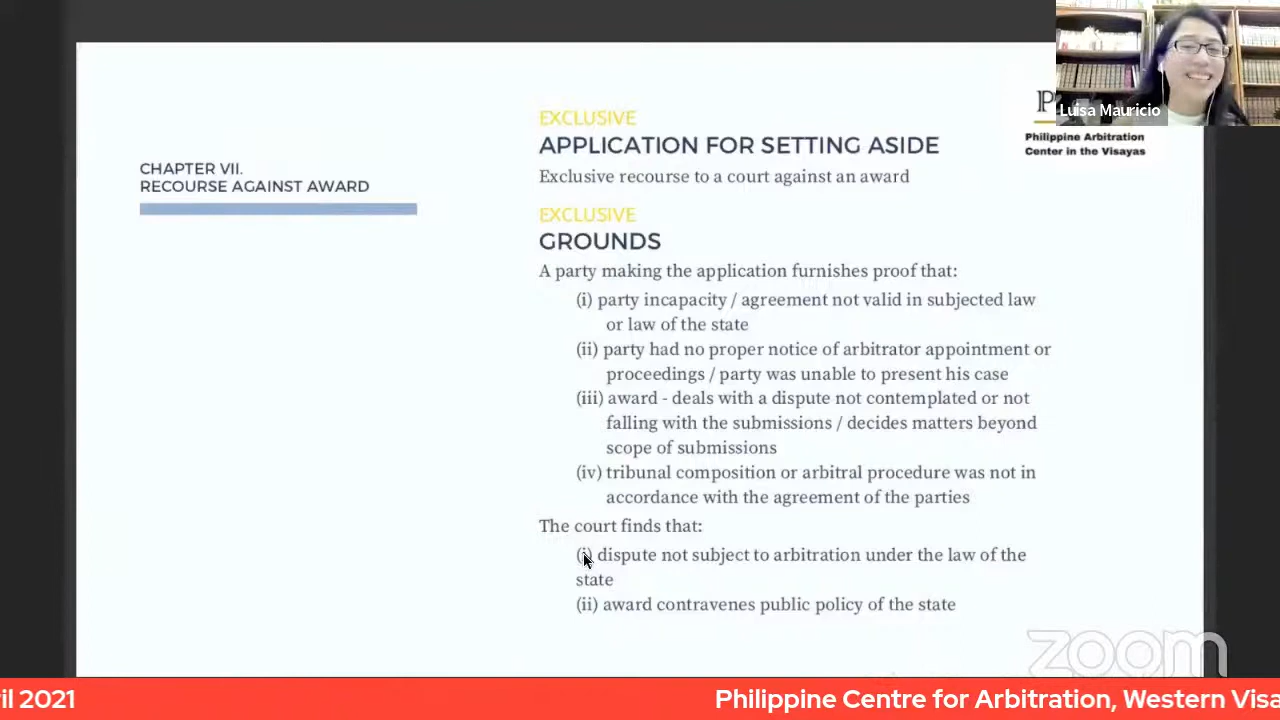 CHAPTER VII.
RECOURSE AGAINST AWARD
EXCLUSIVE
APPLICATION FOR SETTING ASIDE
Exclusive recourse to a court against an award
EXCLUSIVE
GROUNDS
A party making the application furnishes proof that:
(i) party incapacity / agreement not valid in subjected law
or law of the state
(ii) party had no proper notice of arbitrator appointment or
proceedings / party was unable to present his case
(iii) award - deals with a dispute not contemplated or not
falling with the submissions / decides matters beyond
scope of submissions
(iv) tribunal composition or arbitral procedure was not in
accordance with the agreement of the parties
The court finds that:
(i) dispute not subject to arbitration under the law of the
state
(ii) award contravenes public policy of the state
Luisa Mauricio
Philippine Arbitration
Center in the Visayas
zoom
il 2021
Philippine Centre for Arbitration, Western Visa